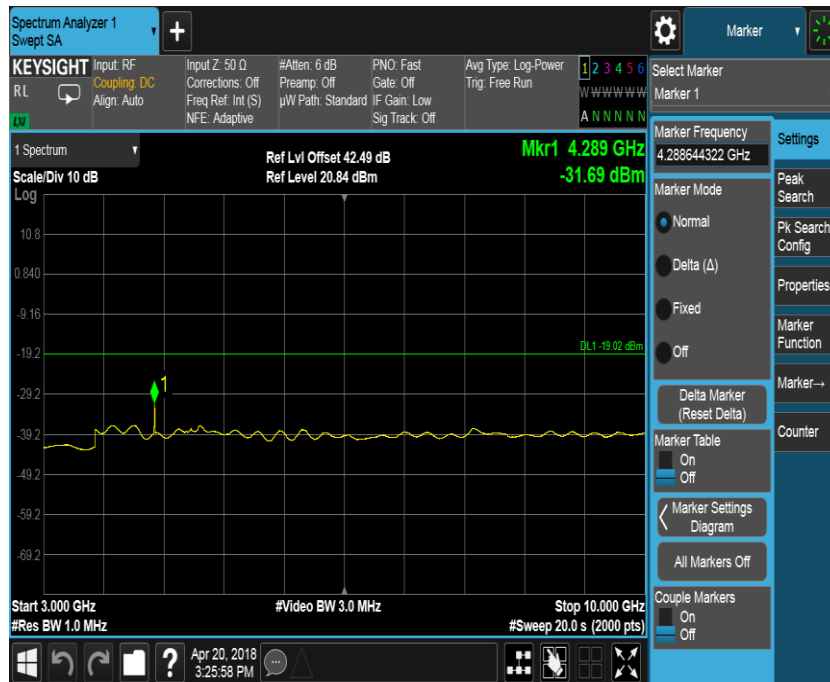 Spectrum Analyzer 1
Swept SA
+
Marker
KEYSIGHT
RL
LXI
Input: RF
Coupling: DC
Align: Auto
Input Z: 50 Ω
Corrections: Off
Freq Ref: Int (S)
NFE: Adaptive
#Atten: 6 dB
Preamp: Off
µW Path: Standard
PNO: Fast
Gate: Off
IF Gain: Low
Sig Track: Off
Avg Type: Log-Power
Trig: Free Run
1 2 3 4 5 6
W W W W W W
A N N N N N
Select Marker
Marker 1
1 Spectrum
Scale/Div 10 dB
Log
Ref Lvl Offset 42.49 dB
Ref Level 20.84 dBm
Mkr1 4.289 GHz
-31.69 dBm
10.8
0.840
-9.16
-19.2
-29.2
-39.2
-49.2
-59.2
-69.2
DL1 -19.02 dBm
1
Start 3.000 GHz
#Res BW 1.0 MHz
#Video BW 3.0 MHz
Stop 10.000 GHz
#Sweep 20.0 s (2000 pts)
Marker Frequency
4.288644322 GHz
Marker Mode
Normal
Delta (Δ)
Fixed
Off
Delta Marker
(Reset Delta)
Marker Table
On
Off
Marker Settings
Diagram
All Markers Off
Couple Markers
On
Off
Settings
Peak
Search
Pk Search
Config
Properties
Marker
Function
Marker→
Counter
?
Apr 20, 2018
3:25:58 PM